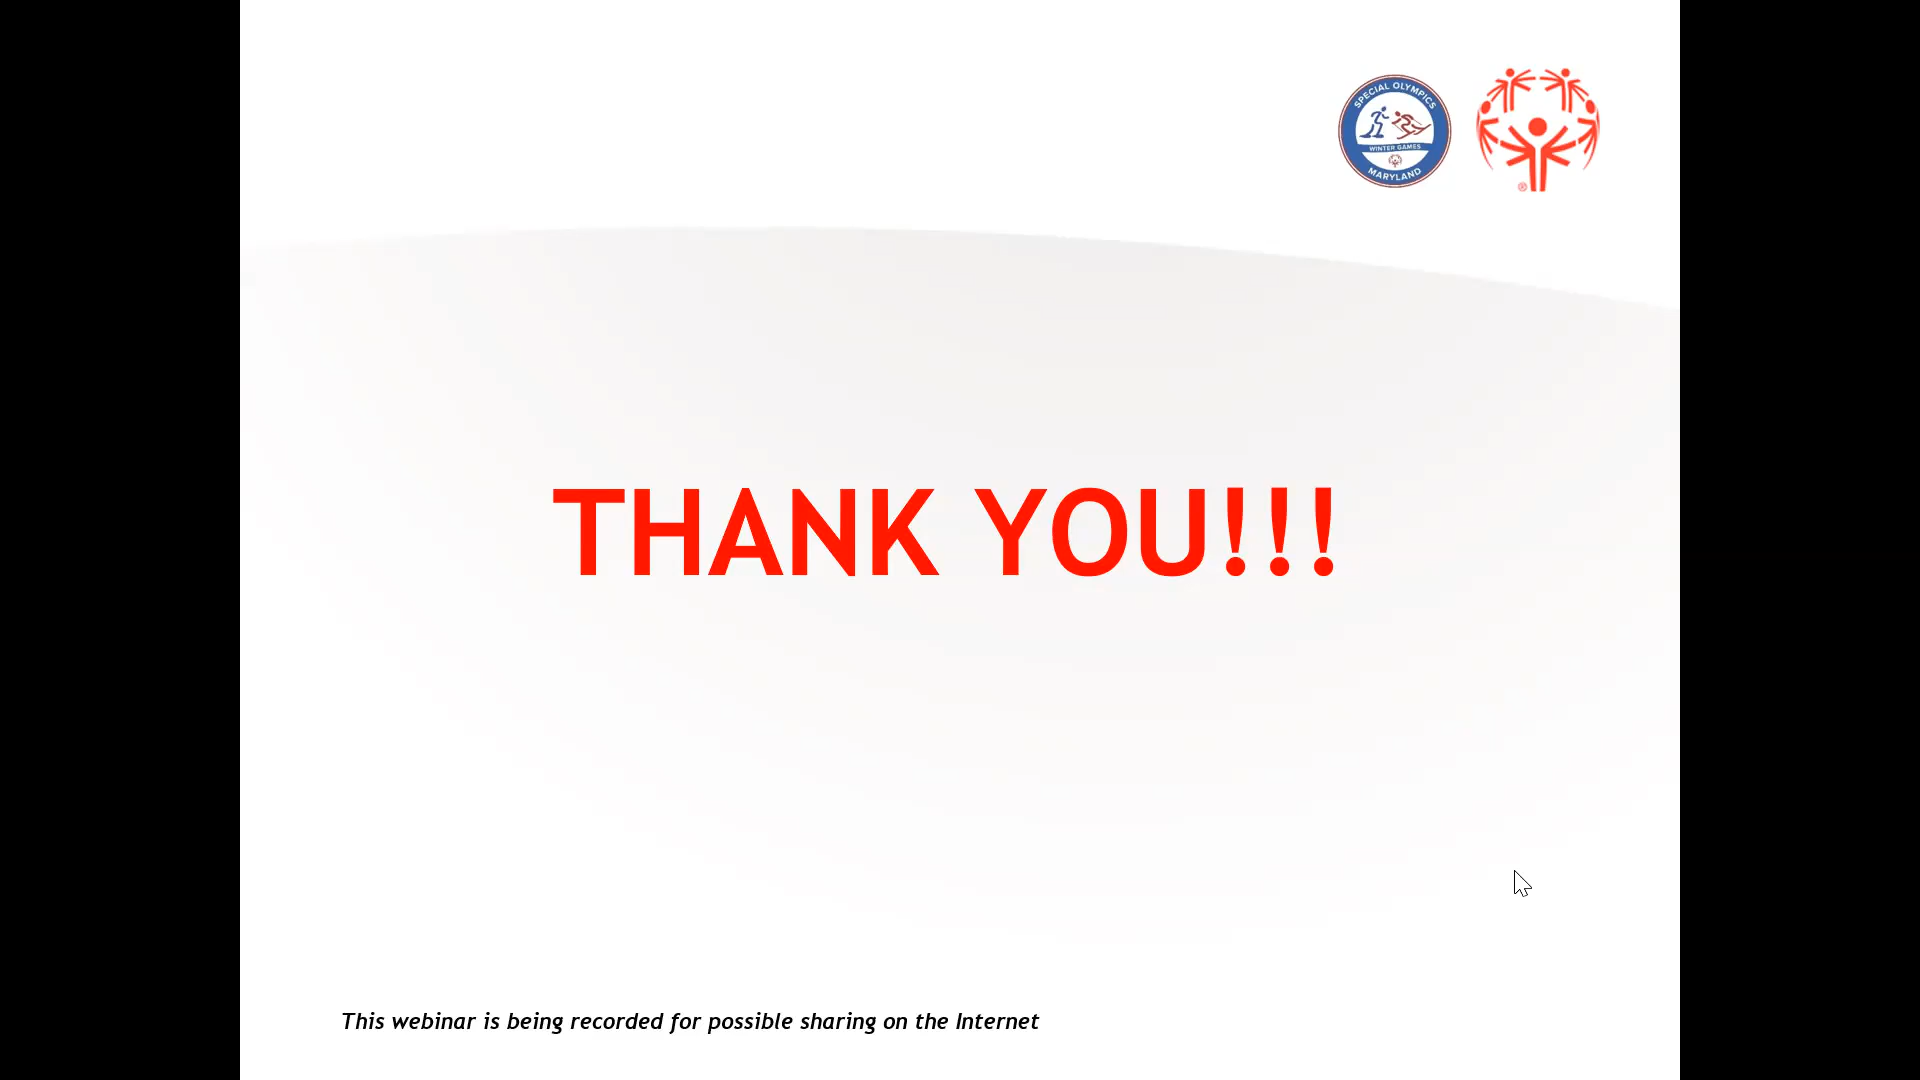 SPECIAL OLYMPICS
WINTER GAMES
MARYLAND
®
THANK YOU!!!
This webinar is being recorded for possible sharing on the Internet